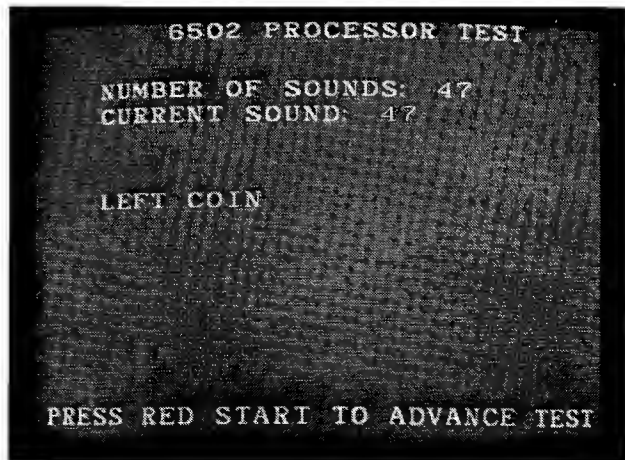 6502 PROCESSOR TEST
NUMBER OF SOUNDS: 47
CURRENT SOUND: 47
LEFT COIN
PRESS RED START TO ADVANCE TEST